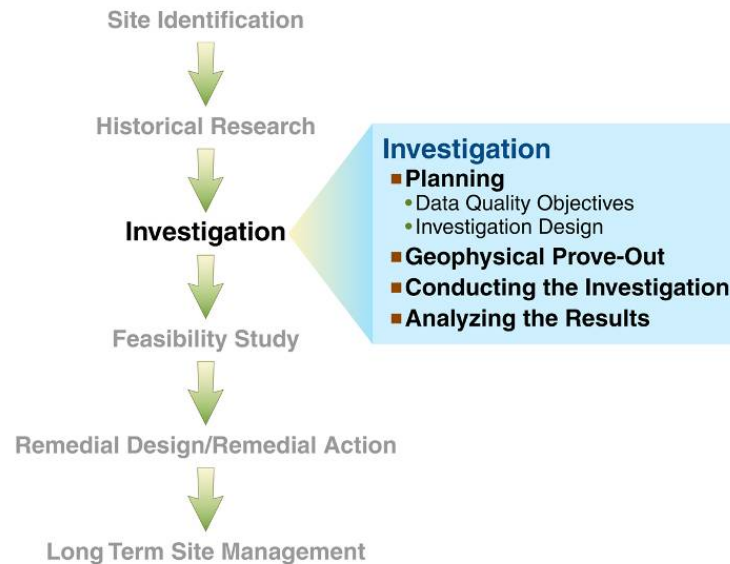 Site Identification
Historical Research
Investigation
Feasibility Study
Remedial Design/Remedial Action
Long Term Site Management
Investigation
Planning
Data Quality Objectives
Investigation Design
Geophysical Prove-Out
Conducting the Investigation
Analyzing the Results